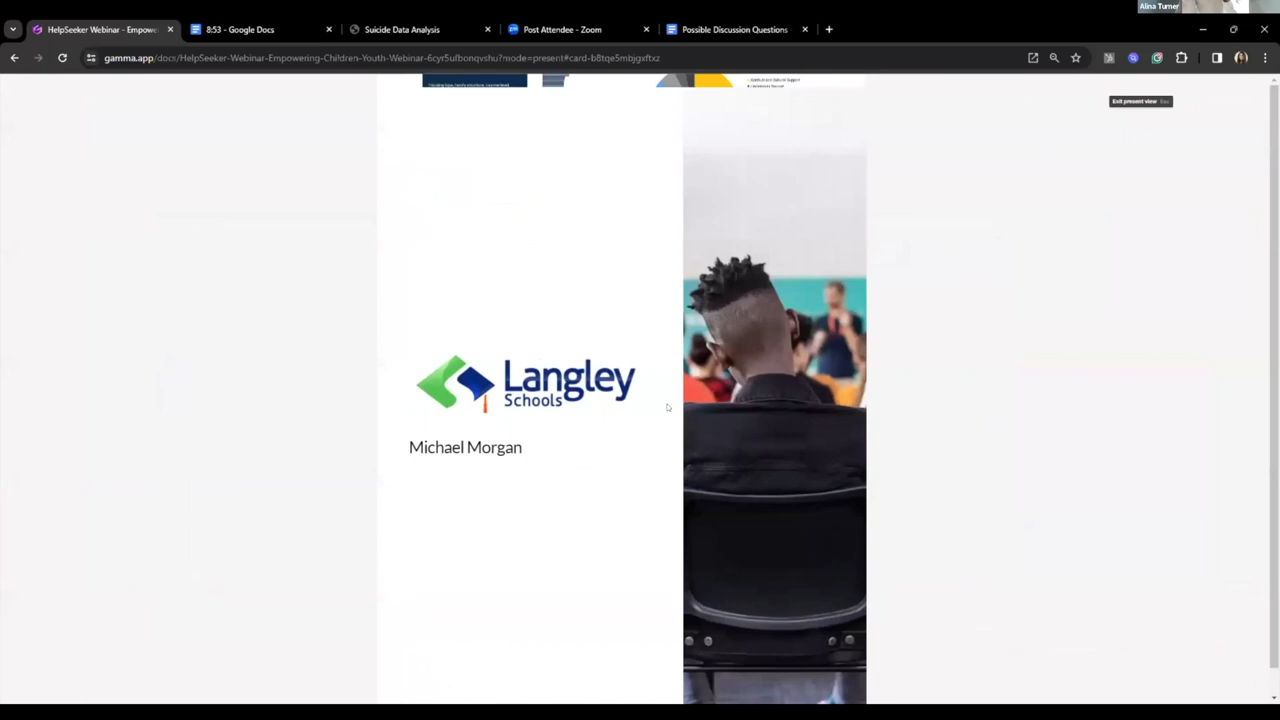 Alina Turner
HelpSeeker Webinar - Empowe
8:53 - Google Docs
Suicide Data Analysis
Post Attendee - Zoom
Possible Discussion Questions
gamma.app/docs/HelpSeeker-Webinar-Empowering-Children-Youth-Webinar-6cyr5ufbonqvshu?mode=present#card-b8tqe5mbjgxftxz
Exit present view Esc
Langley
Schools
Michael Morgan